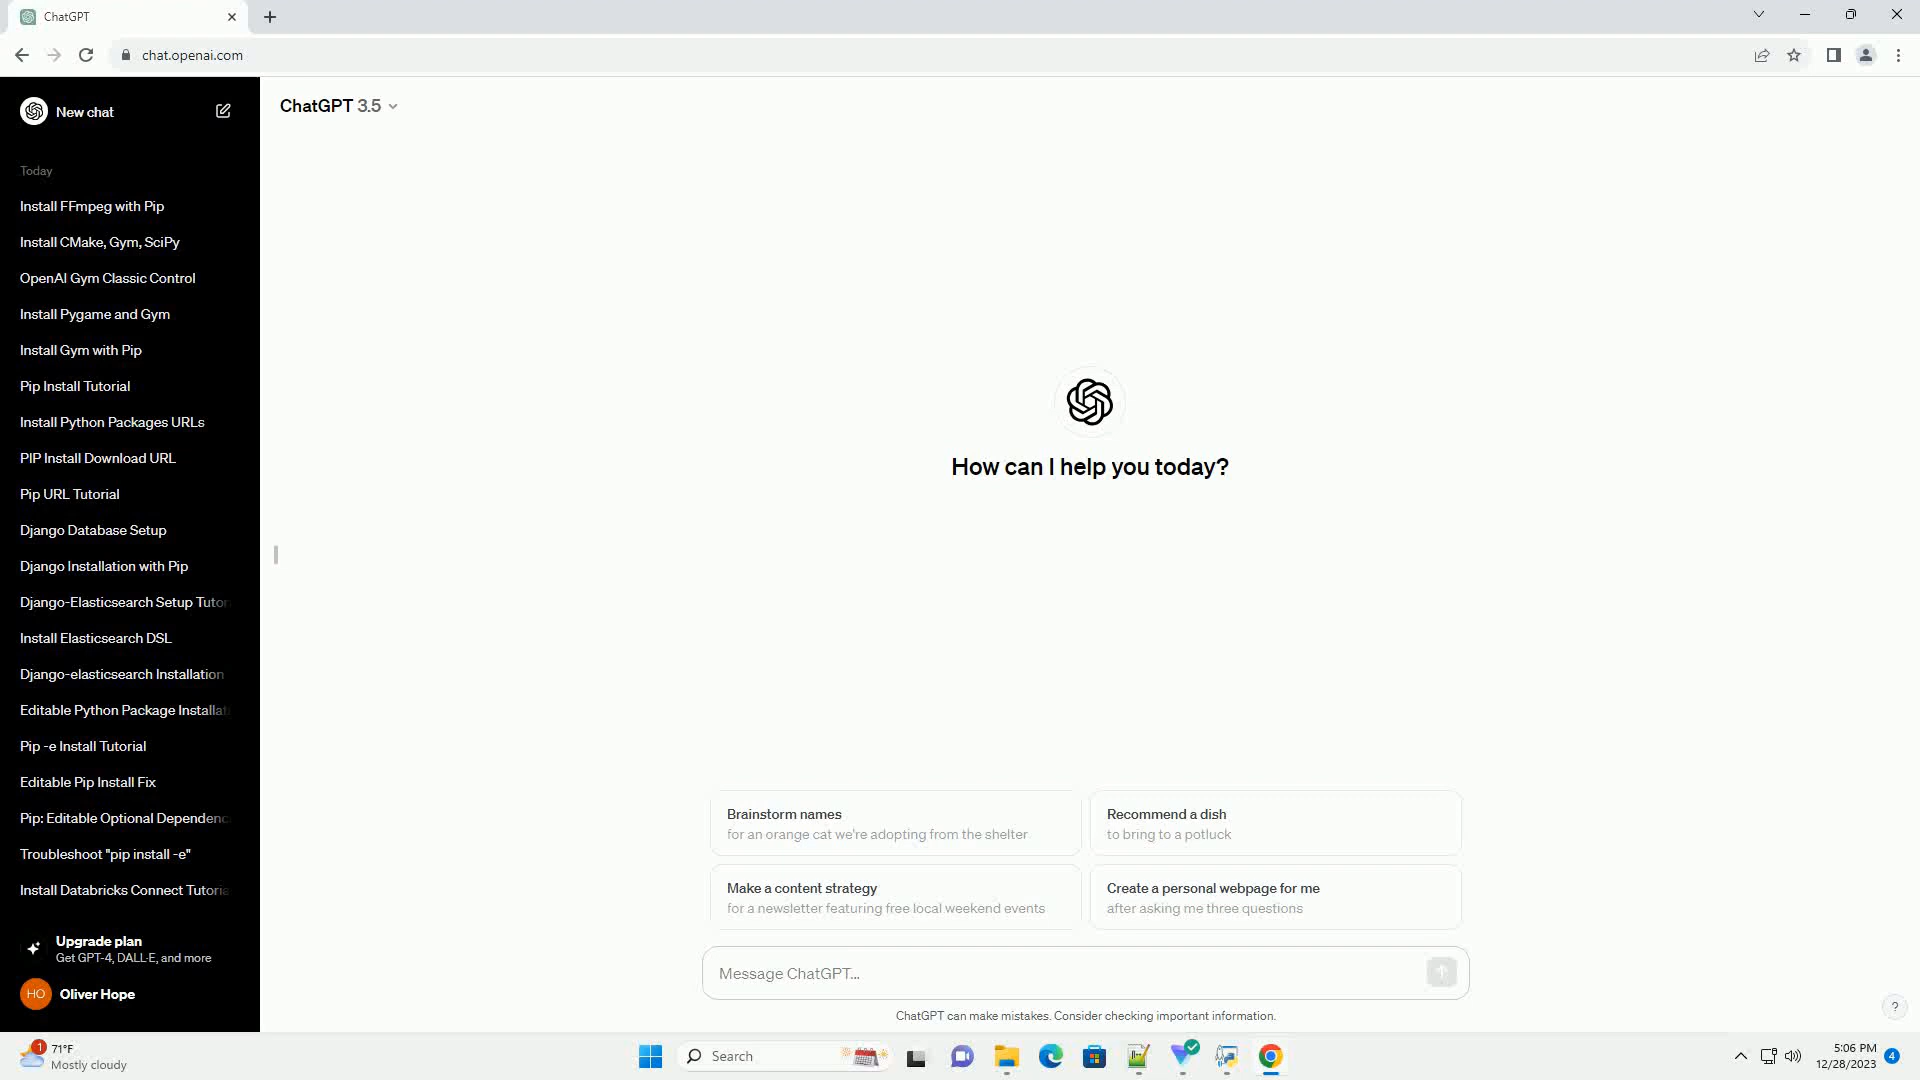 ChatGPT
chat.openai.com
New chat
ChatGPT 3.5
Today
Install FFmpeg with Pip
Install CMake, Gym, SciPy
OpenAI Gym Classic Control
Install Pygame and Gym
Install Gym with Pip
Pip Install Tutorial
Install Python Packages URLs
PIP Install Download URL
Pip URL Tutorial
Django Database Setup
Django Installation with Pip
Django-Elasticsearch Setup Tutor
Install Elasticsearch DSL
Django-elasticsearch Installation
Editable Python Package Installat
Pip -e Install Tutorial
Editable Pip Install Fix
Pip: Editable Optional Dependenc
Troubleshoot "pip install -e"
Install Databricks Connect Tutoria
Upgrade plan
Get GPT-4, DALL·E, and more
HO
Oliver Hope
How can I help you today?
Brainstorm names
for an orange cat we're adopting from the shelter
Recommend a dish
to bring to a potluck
Make a content strategy
for a newsletter featuring free local weekend events
Create a personal webpage for me
after asking me three questions
Message ChatGPT...
ChatGPT can make mistakes. Consider checking important information.
?
1
71°F
Mostly cloudy
Search
5:06 PM
12/28/2023
4